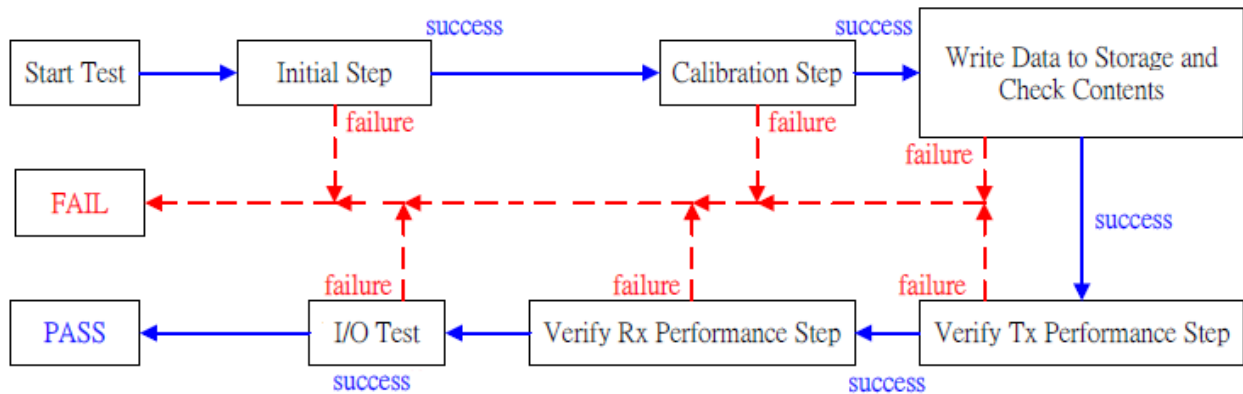 success
success
Start Test
Initial Step
Calibration Step
Write Data to Storage and
Check Contents
failure
failure
failure
FAIL
success
failure
failure
failure
PASS
I/O Test
Verify Rx Performance Step
Verify Tx Performance Step
success
success